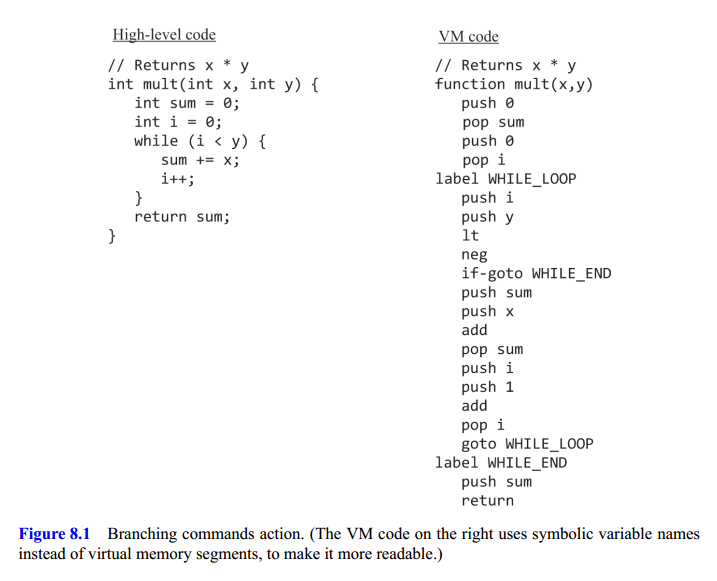 High-level code
// Returns x * y
int mult(int x, int y) {
   int sum = 0;
   int i = 0;
   while (i < y) {
      sum += x;
      i++;
   }
   return sum;
}
VM code
// Returns x * y
function mult(x,y)
   push 0
   pop sum
   push 0
   pop i
label WHILE_LOOP
   push i
   push y
   lt
   neg
   if-goto WHILE_END
   push sum
   push x
   add
   pop sum
   push i
   push 1
   add
   pop i
   goto WHILE_LOOP
label WHILE_END
   push sum
   return
Figure 8.1 Branching commands action. (The VM code on the right uses symbolic variable names
instead of virtual memory segments, to make it more readable.)